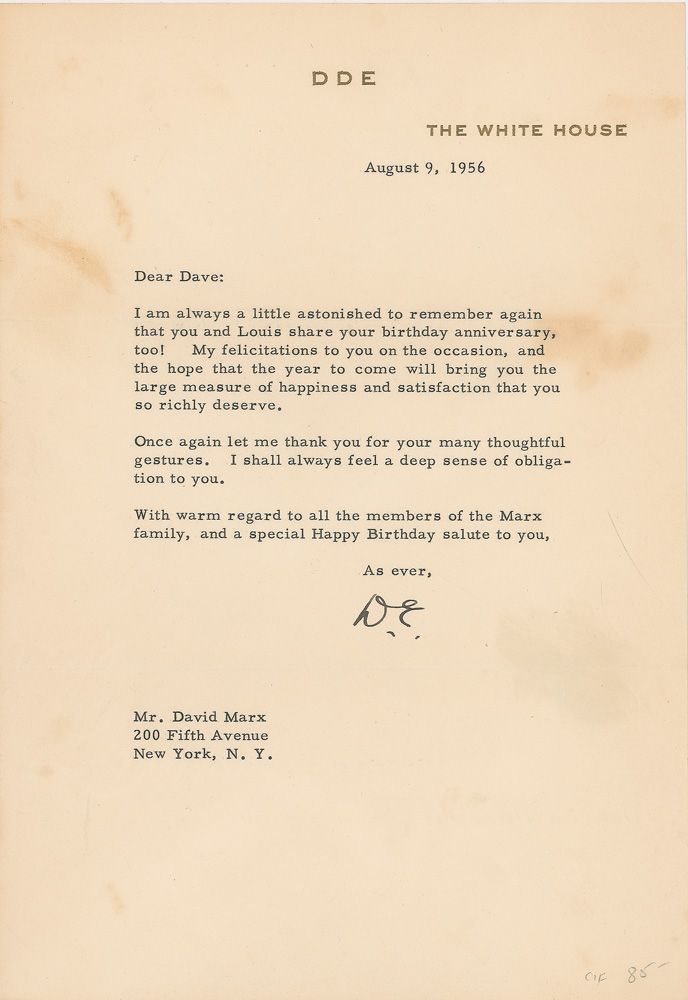 DDE
THE WHITE HOUSE
August 9, 1956
Dear Dave:
I am always a little astonished to remember again
that you and Louis share your birthday anniversary,
too! My felicitations to you on the occasion, and
the hope that the year to come will bring you the
large measure of happiness and satisfaction that you
so richly deserve.
Once again let me thank you for your many thoughtful
gestures. I shall always feel a deep sense of obliga-
tion to you.
With warm regard to all the members of the Marx
family, and a special Happy Birthday salute to you,
As ever,
D.E.
Mr. David Marx
200 Fifth Avenue
New York, N. Y.
85-